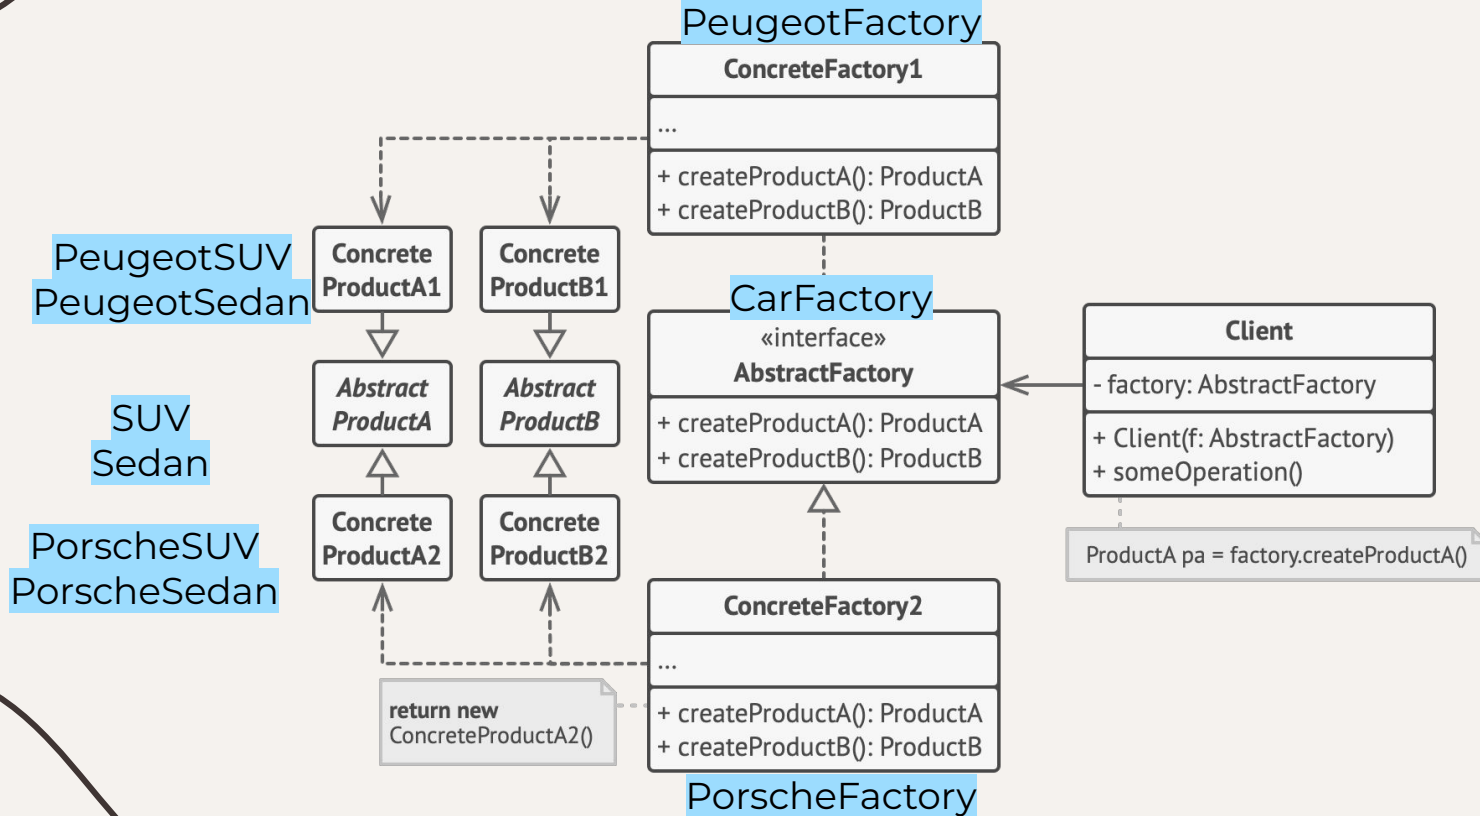 PeugeotFactory
ConcreteFactory1
...
+ createProductA(): ProductA
+ createProductB(): ProductB
PeugeotSUV
PeugeotSedan
Concrete
ProductA1
Concrete
ProductB1
CarFactory
«interface»
AbstractFactory
+ createProductA(): ProductA
+ createProductB(): ProductB
Client
- factory: AbstractFactory
+ Client(f: AbstractFactory)
+ someOperation()
ProductA pa = factory.createProductA()
SUV
Sedan
Abstract
ProductA
Abstract
ProductB
PorscheSUV
PorscheSedan
Concrete
ProductA2
Concrete
ProductB2
ConcreteFactory2
...
+ createProductA(): ProductA
+ createProductB(): ProductB
return new
ConcreteProductA2()
PorscheFactory